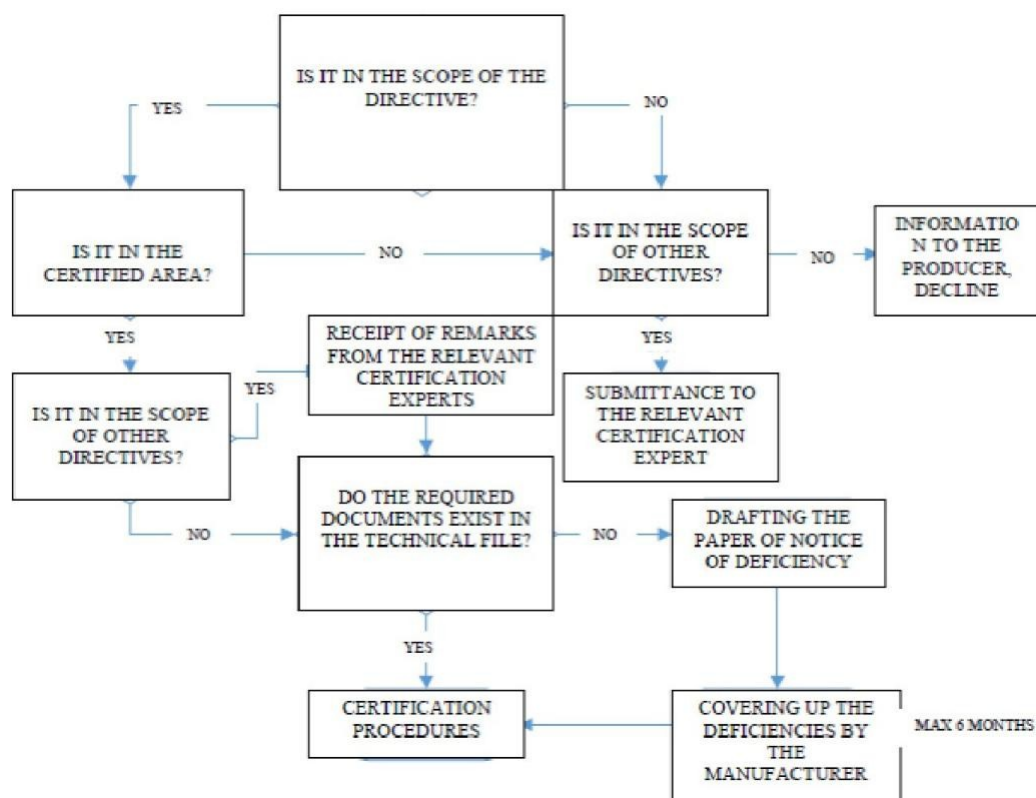 IS IT IN THE SCOPE OF THE
DIRECTIVE?
YES
NO
IS IT IN THE
CERTIFIED AREA?
NO
IS IT IN THE SCOPE
OF OTHER
DIRECTIVES?
NO
INFORMATIO
N TO THE
PRODUCER,
DECLINE
YES
RECEIPT OF REMARKS
FROM THE RELEVANT
CERTIFICATION
EXPERTS
YES
IS IT IN THE SCOPE
OF OTHER
DIRECTIVES?
YES
SUBMITTANCE TO
THE RELEVANT
CERTIFICATION
EXPERT
NO
DO THE REQUIRED
DOCUMENTS EXIST IN
THE TECHNICAL FILE?
NO
DRAFTING THE
PAPER OF NOTICE
OF DEFICIENCY
YES
CERTIFICATION
PROCEDURES
COVERING UP THE
DEFICIENCIES BY
THE
MANUFACTURER
MAX 6 MONTHS